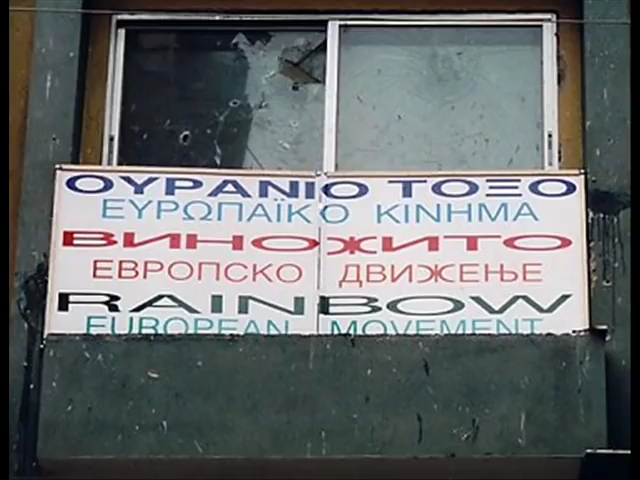 ΟΥΡΑΝΙΟ ΤΟΞΟ
ΕΥΡΩΠΑΪΚΟ ΚΙΝΗΜΑ
ВИНОЖИТО
ЕВРОПСКО ДВИЖЕЊЕ
RAINBOW
EUROPEAN MOVEMENT